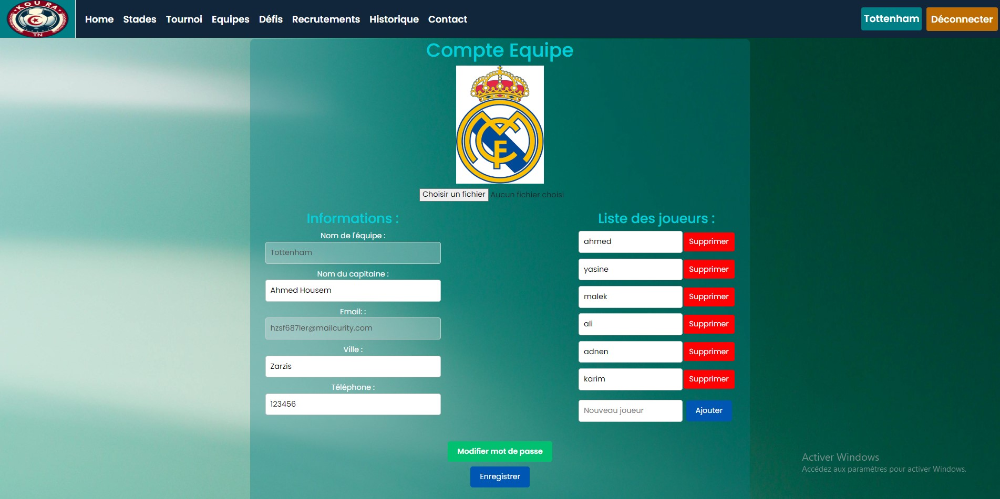 KOURA
TN
Home Stades Tournoi Equipes Défis Recrutements Historique Contact
Tottenham Déconnecter
Compte Equipe
MCF
Choisir un fichier Aucun fichier choisi
Informations :
Nom de l'équipe :
Tottenham
Nom du capitaine :
Ahmed Housem
Email: :
hzsf687ler@mailcurity.com
Ville :
Zarzis
Téléphone :
123456
Liste des joueurs :
ahmed Supprimer
yasine Supprimer
malek Supprimer
ali Supprimer
adnen Supprimer
karim Supprimer
Nouveau joueur Ajouter
Modifier mot de passe
Enregistrer
Activer Windows
Accédez aux paramètres pour activer Windows.